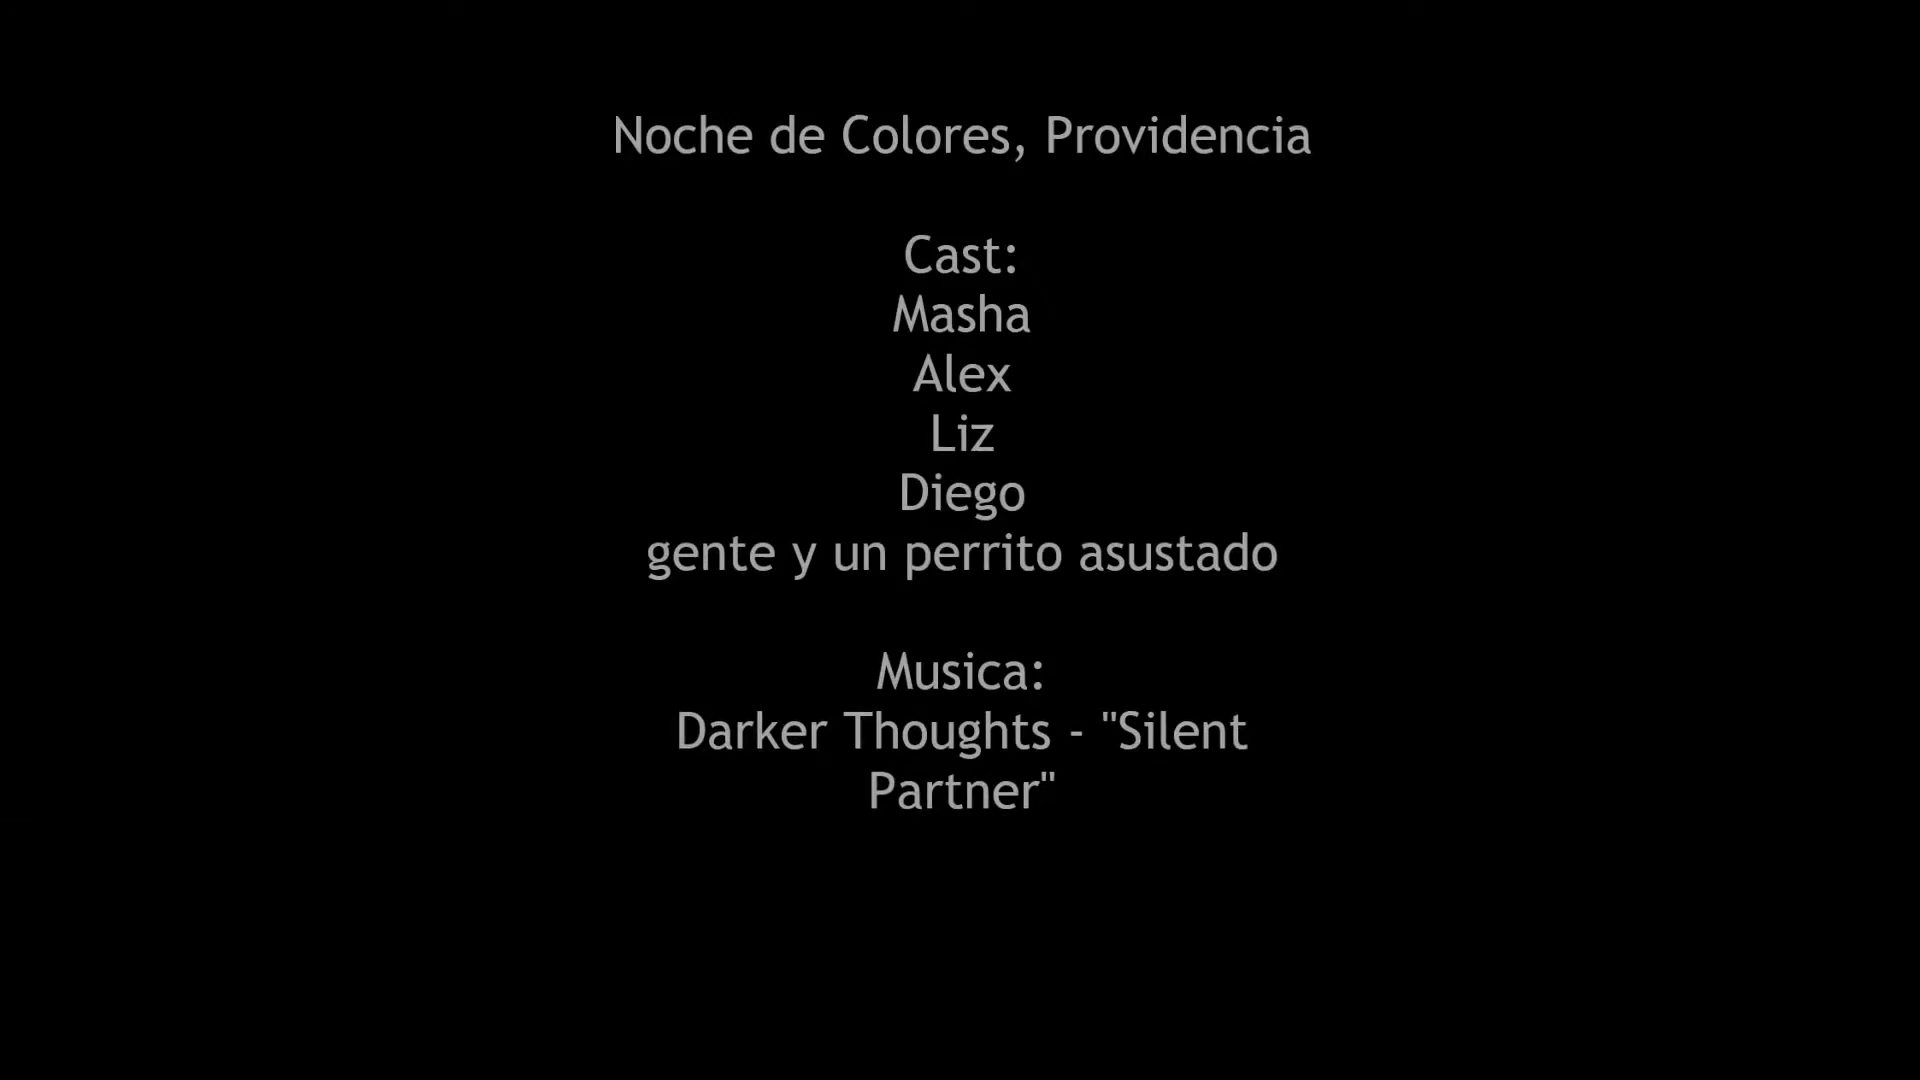 Noche de Colores, Providencia
Cast:
Masha
Alex
Liz
Diego
gente y un perrito asustado
Musica:
Darker Thoughts - "Silent
Partner"